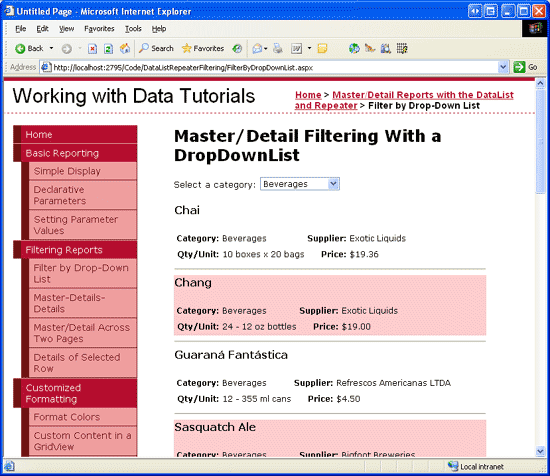 Untitled Page - Microsoft Internet Explorer
File Edit View Favorites Tools Help
Back Search Favorites
Address http://localhost:2795/Code/DataListRepeaterFiltering/FilterByDropDownList.aspx Go
Working with Data Tutorials
Home > Master/Detail Reports with the DataList
and Repeater > Filter by Drop-Down List
Home
Basic Reporting
Simple Display
Declarative
Parameters
Setting Parameter
Values
Filtering Reports
Filter by Drop-Down
List
Master-Details-
Details
Master/Detail Across
Two Pages
Details of Selected
Row
Customized
Formatting
Format Colors
Custom Content in a
GridView
Master/Detail Filtering With a
DropDownList
Select a category: Beverages
Chai
Category: Beverages Supplier: Exotic Liquids
Qty/Unit: 10 boxes x 20 bags Price: $19.36
Chang
Category: Beverages Supplier: Exotic Liquids
Qty/Unit: 24 - 12 oz bottles Price: $19.00
Guaraná Fantástica
Category: Beverages Supplier: Refrescos Americanas LTDA
Qty/Unit: 12 - 355 ml cans Price: $4.50
Sasquatch Ale
Category: Beverages Supplier: Bigfoot Breweries
Local intranet